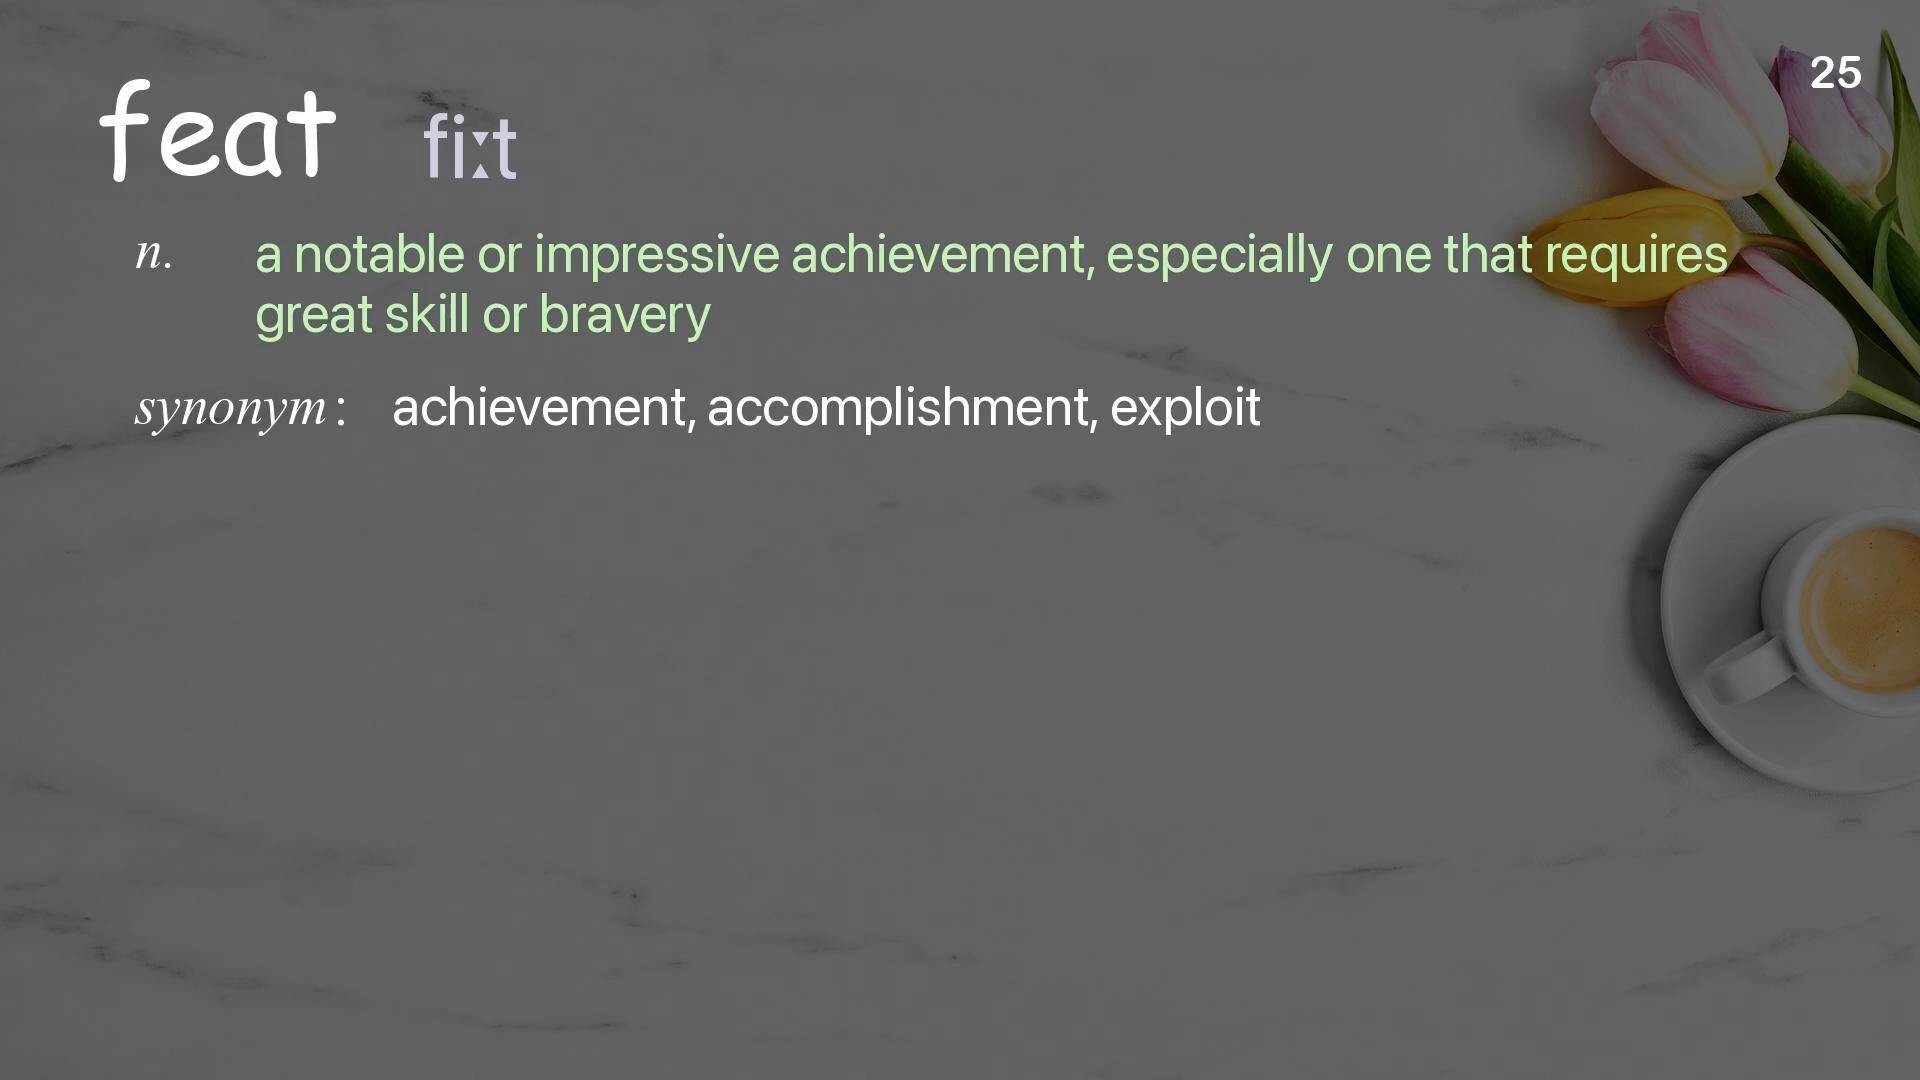 25
feat fiːt
n. a notable or impressive achievement, especially one that requires
great skill or bravery
synonym: achievement, accomplishment, exploit